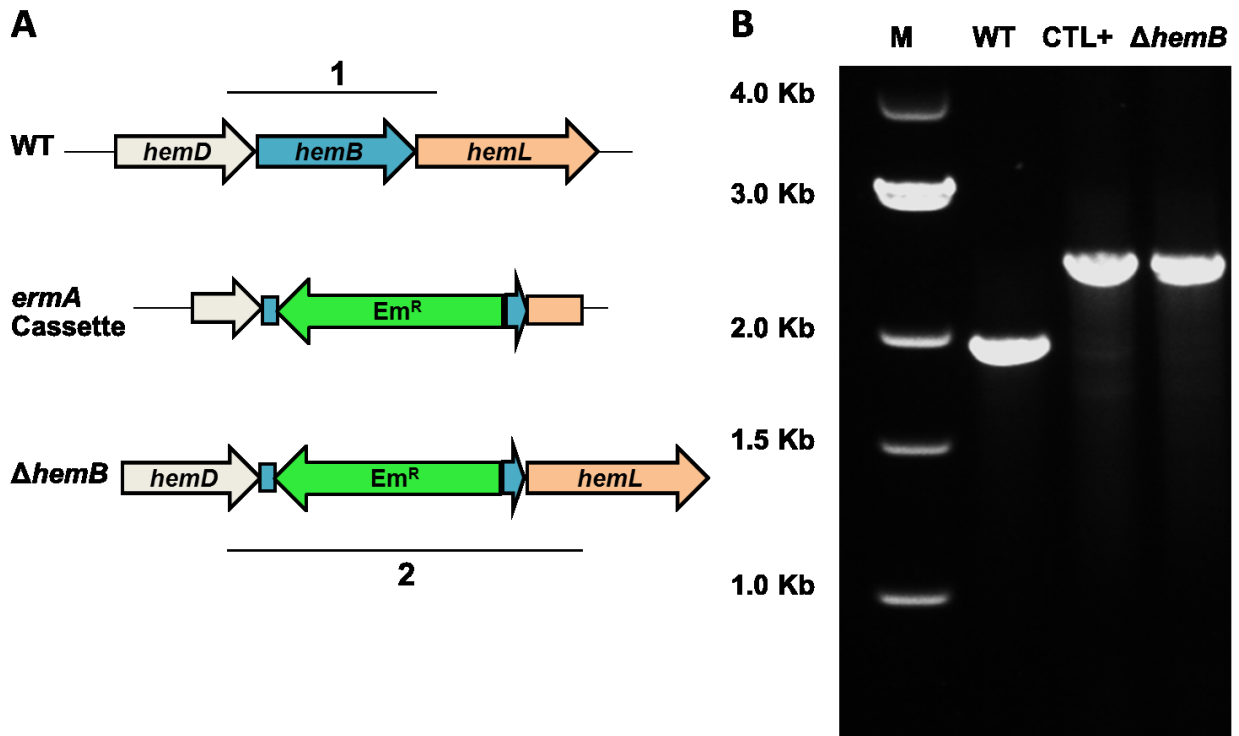 A
1
WT
hemD
hemB
hemL
ermA
Cassette
Em^R
ΔhemB
hemD
Em^R
hemL
2
B
M WT CTL+ ΔhemB
4.0 Kb
3.0 Kb
2.0 Kb
1.5 Kb
1.0 Kb